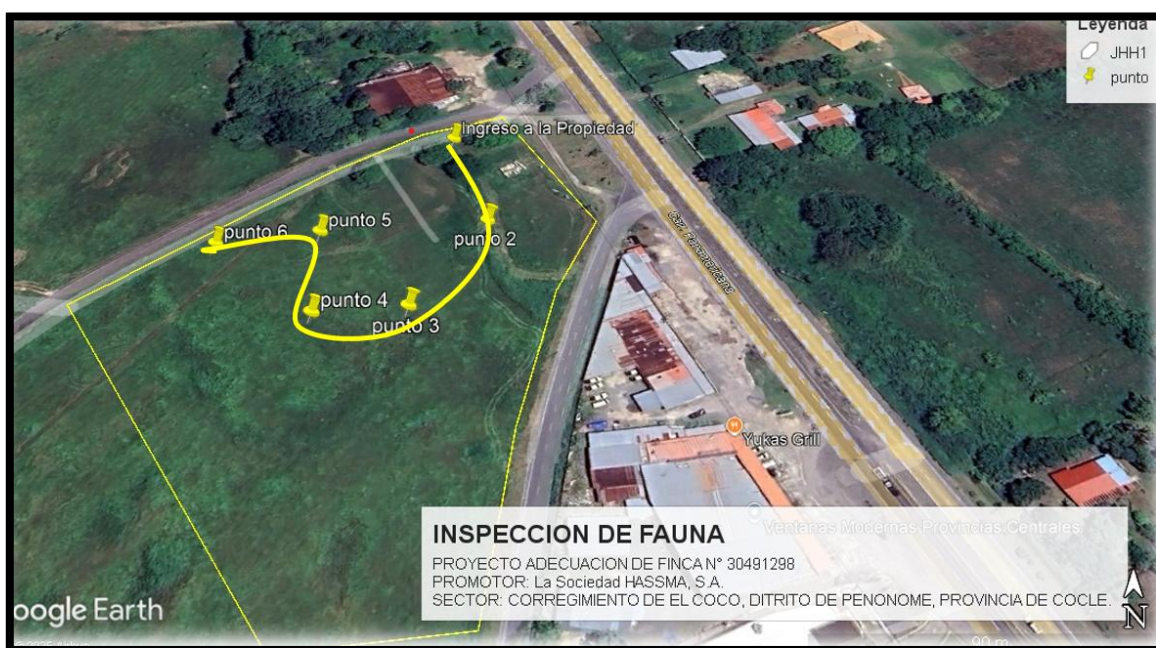 Leyenda
JHH1
punto
Ingreso a la Propiedad
punto 5
punto 6
punto 2
punto 4
punto 3
Car. Panamericana
Yukas Grill
Ventanas Modernas Provincias Centrales
INSPECCION DE FAUNA
PROYECTO ADECUACION DE FINCA N° 30491298
PROMOTOR: La Sociedad HASSMA, S.A.
SECTOR: CORREGIMIENTO DE EL COCO, DITRITO DE PENONOME, PROVINCIA DE COCLE.
oogle Earth
N
90 m